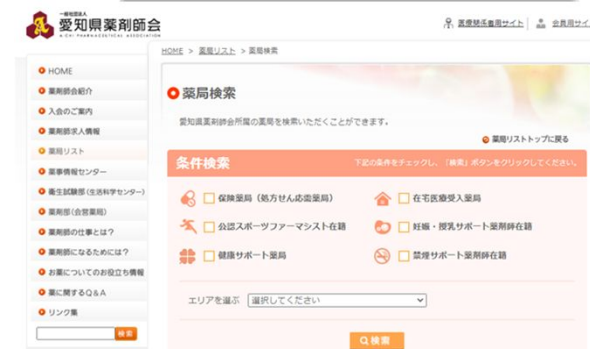 一般社団法人
愛知県薬剤師会
AICHI PHARMACEUTICAL ASSOCIATION
医療関係者用サイト
会員用サイ
HOME > 薬局リスト > 薬局検索
HOME
薬剤師会紹介
入会のご案内
薬剤師求人情報
薬局リスト
薬事情報センター
衛生試験部(生活科学センター)
薬局部(会営薬局)
薬剤師の仕事とは?
薬剤師になるためには?
お薬についてのお役立ち情報
薬に関するQ&A
リンク集
検索
薬局検索
愛知県薬剤師会所属の薬局を検索いただくことができます。
薬局リストトップに戻る
条件検索
下記の条件をチェックし、「検索」ボタンをクリックしてください。
保険薬局(処方せん応需薬局)
在宅医療受入薬局
公認スポーツファーマシスト在籍
妊娠・授乳サポート薬剤師在籍
健康サポート薬局
禁煙サポート薬剤師在籍
エリアを選ぶ
選択してください
検索